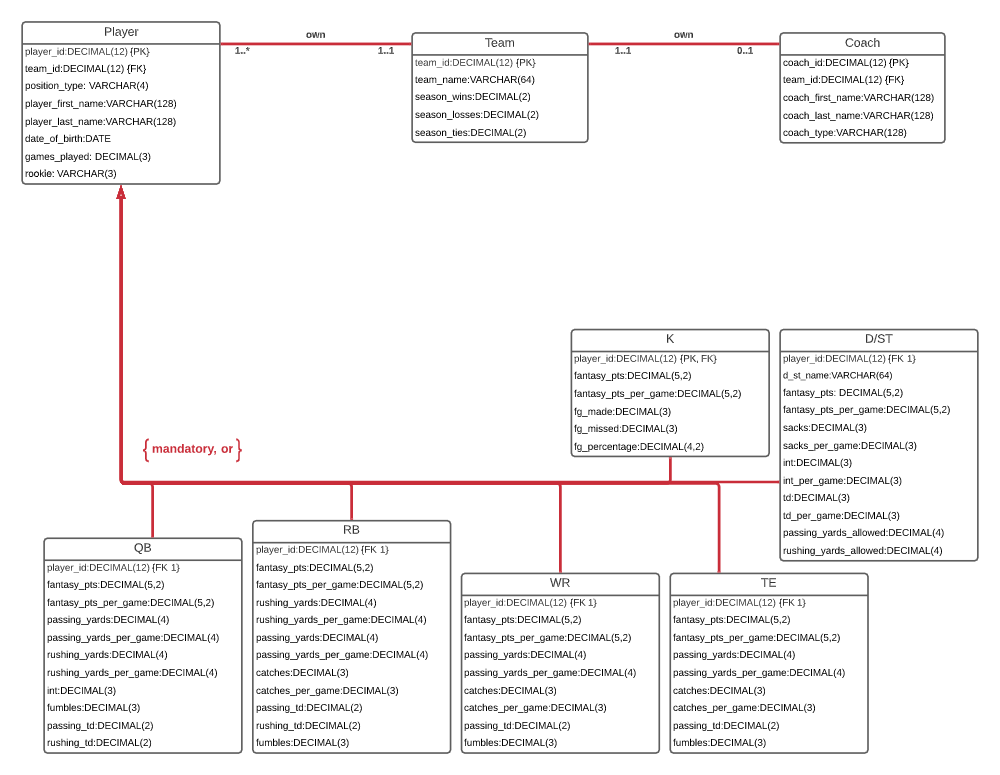 Player
player_id:DECIMAL(12) {PK}
team_id:DECIMAL(12) {FK}
position_type: VARCHAR(4)
player_first_name:VARCHAR(128)
player_last_name:VARCHAR(128)
date_of_birth:DATE
games_played: DECIMAL(3)
rookie: VARCHAR(3)
own
1..*
1..1
Team
team_id:DECIMAL(12) {PK}
team_name:VARCHAR(64)
season_wins:DECIMAL(2)
season_losses:DECIMAL(2)
season_ties:DECIMAL(2)
own
1..1
0..1
Coach
coach_id:DECIMAL(12) {PK}
team_id:DECIMAL(12) {FK}
coach_first_name:VARCHAR(128)
coach_last_name:VARCHAR(128)
coach_type:VARCHAR(128)
K
player_id:DECIMAL(12) {PK, FK}
fantasy_pts:DECIMAL(5,2)
fantasy_pts_per_game:DECIMAL(5,2)
fg_made:DECIMAL(3)
fg_missed:DECIMAL(3)
fg_percentage:DECIMAL(4,2)
D/ST
player_id:DECIMAL(12) {FK 1}
d_st_name:VARCHAR(64)
fantasy_pts: DECIMAL(5,2)
fantasy_pts_per_game:DECIMAL(5,2)
sacks:DECIMAL(3)
sacks_per_game:DECIMAL(3)
int:DECIMAL(3)
int_per_game:DECIMAL(3)
td:DECIMAL(3)
td_per_game:DECIMAL(3)
passing_yards_allowed:DECIMAL(4)
rushing_yards_allowed:DECIMAL(4)
{ mandatory, or }
QB
player_id:DECIMAL(12) {FK 1}
fantasy_pts:DECIMAL(5,2)
fantasy_pts_per_game:DECIMAL(5,2)
passing_yards:DECIMAL(4)
passing_yards_per_game:DECIMAL(4)
rushing_yards:DECIMAL(4)
rushing_yards_per_game:DECIMAL(4)
int:DECIMAL(3)
fumbles:DECIMAL(3)
passing_td:DECIMAL(2)
rushing_td:DECIMAL(2)
RB
player_id:DECIMAL(12) {FK 1}
fantasy_pts:DECIMAL(5,2)
fantasy_pts_per_game:DECIMAL(5,2)
rushing_yards:DECIMAL(4)
rushing_yards_per_game:DECIMAL(4)
passing_yards:DECIMAL(4)
passing_yards_per_game:DECIMAL(4)
catches:DECIMAL(3)
catches_per_game:DECIMAL(3)
passing_td:DECIMAL(2)
rushing_td:DECIMAL(2)
fumbles:DECIMAL(3)
WR
player_id:DECIMAL(12) {FK 1}
fantasy_pts:DECIMAL(5,2)
fantasy_pts_per_game:DECIMAL(5,2)
passing_yards:DECIMAL(4)
passing_yards_per_game:DECIMAL(4)
catches:DECIMAL(3)
catches_per_game:DECIMAL(3)
passing_td:DECIMAL(2)
fumbles:DECIMAL(3)
TE
player_id:DECIMAL(12) {FK 1}
fantasy_pts:DECIMAL(5,2)
fantasy_pts_per_game:DECIMAL(5,2)
passing_yards:DECIMAL(4)
passing_yards_per_game:DECIMAL(4)
catches:DECIMAL(3)
catches_per_game:DECIMAL(3)
passing_td:DECIMAL(2)
fumbles:DECIMAL(3)